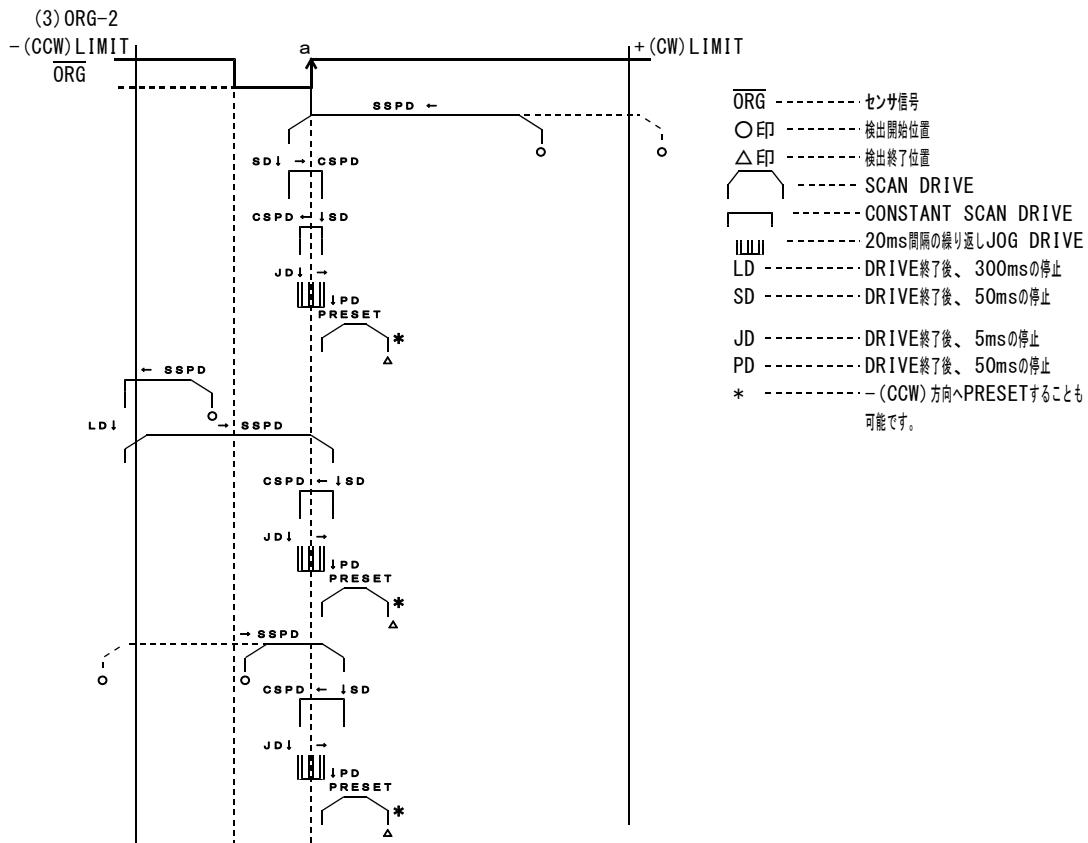 (3)ORG-2
-(CCW)LIMIT
a
+(CW)LIMIT
ORG
SSPD ←
SD↓ → CSPD
CSPD ← ↓SD
JD↓ →
↓PD
PRESET
*
← SSPD
LD↓
→ SSPD
CSPD ← ↓SD
JD↓ →
↓PD
PRESET
*
→ SSPD
CSPD ← ↓SD
JD↓ →
↓PD
PRESET
*
ORG ------- センサ信号
○印 ------- 検出開始位置
△印 ------- 検出終了位置
----- SCAN DRIVE
----- CONSTANT SCAN DRIVE
------ 20ms間隔の繰り返しJOG DRIVE
LD -------- DRIVE終了後、300msの停止
SD -------- DRIVE終了後、50msの停止
JD -------- DRIVE終了後、5msの停止
PD -------- DRIVE終了後、50msの停止
* -------- -(CCW)方向へPRESETすることも
可能です。